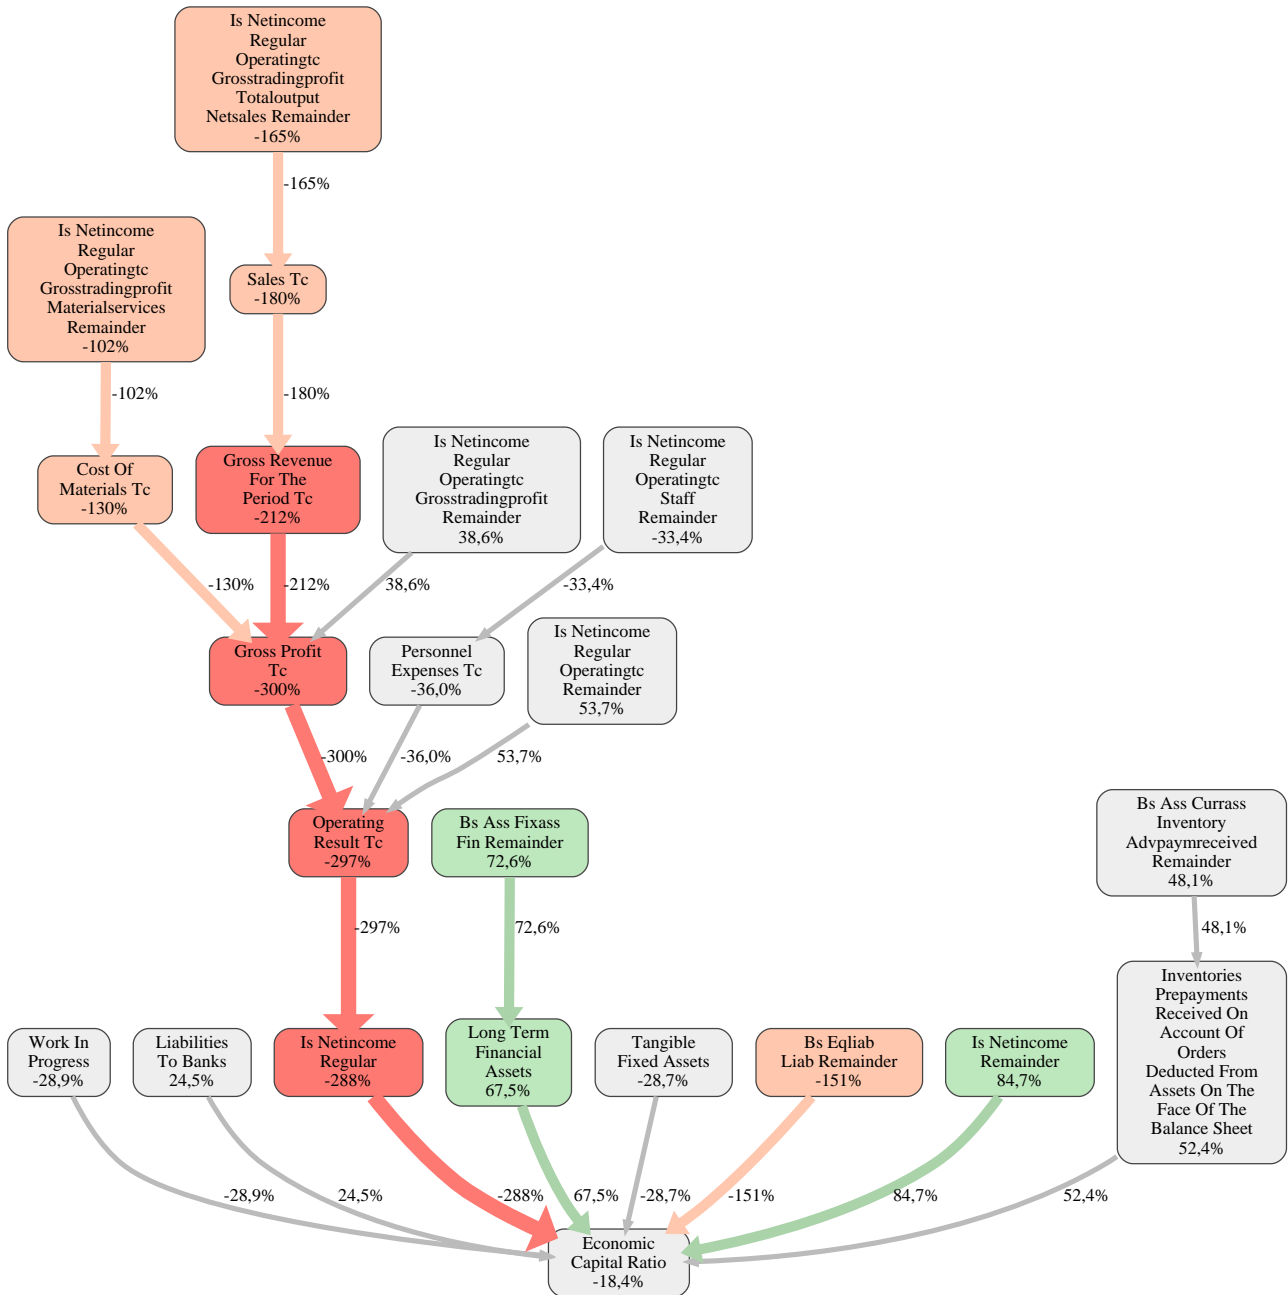 Is Netincome
Regular
Operatingtc
Grosstradingprofit
Totaloutput
Netsales Remainder
-165%
-165%
Is Netincome
Regular
Operatingtc
Grosstradingprofit
Materialservices
Remainder
-102%
Sales Tc
-180%
-102%
-180%
Cost Of
Materials Tc
-130%
Gross Revenue
For The
Period Tc
-212%
Is Netincome
Regular
Operatingtc
Grosstradingprofit
Remainder
38,6%
Is Netincome
Regular
Operatingtc
Staff
Remainder
-33,4%
-130%
-212%
38,6%
-33,4%
Gross Profit
Tc
-300%
Personnel
Expenses Tc
-36,0%
Is Netincome
Regular
Operatingtc
Remainder
53,7%
-300%
-36,0%
53,7%
Operating
Result Tc
-297%
Bs Ass Fixass
Fin Remainder
72,6%
Bs Ass Currass
Inventory
Advpaymreceived
Remainder
48,1%
-297%
72,6%
48,1%
Work In
Progress
-28,9%
Liabilities
To Banks
24,5%
Is Netincome
Regular
-288%
Long Term
Financial
Assets
67,5%
Tangible
Fixed Assets
-28,7%
Bs Eqliab
Liab Remainder
-151%
Is Netincome
Remainder
84,7%
Inventories
Prepayments
Received On
Account Of
Orders
Deducted From
Assets On The
Face Of The
Balance Sheet
52,4%
-28,9%
24,5%
-288%
67,5%
-28,7%
-151%
84,7%
52,4%
Economic
Capital Ratio
-18,4%